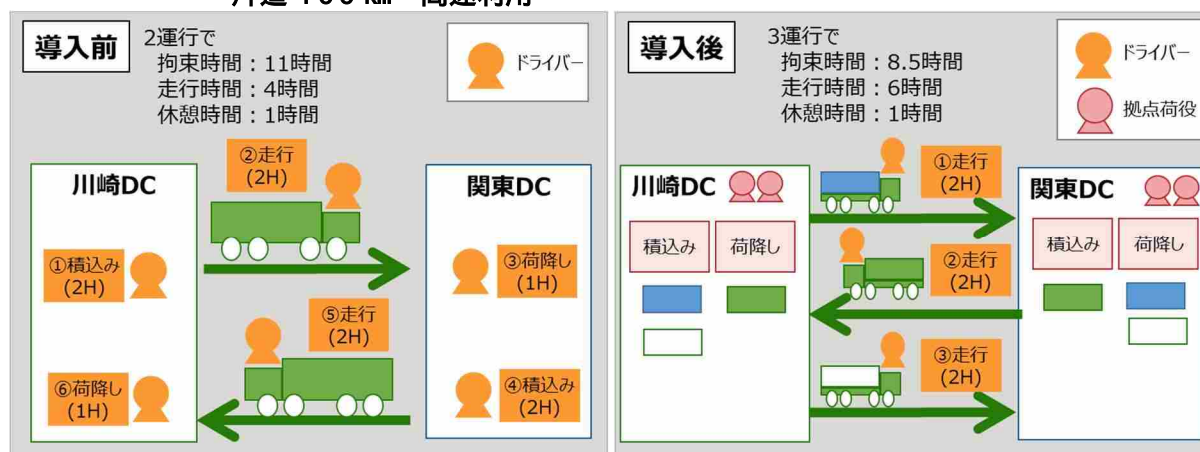 導入前
2運行で
拘束時間：11時間
走行時間：4時間
休憩時間：1時間
ドライバー
川崎DC
関東DC
①積込み
(2H)
②走行
(2H)
③荷降し
(1H)
④積込み
(2H)
⑤走行
(2H)
⑥荷降し
(1H)
導入後
3運行で
拘束時間：8.5時間
走行時間：6時間
休憩時間：1時間
ドライバー
拠点荷役
川崎DC
積込み
荷降し
①走行
(2H)
②走行
(2H)
③走行
(2H)
関東DC
積込み
荷降し